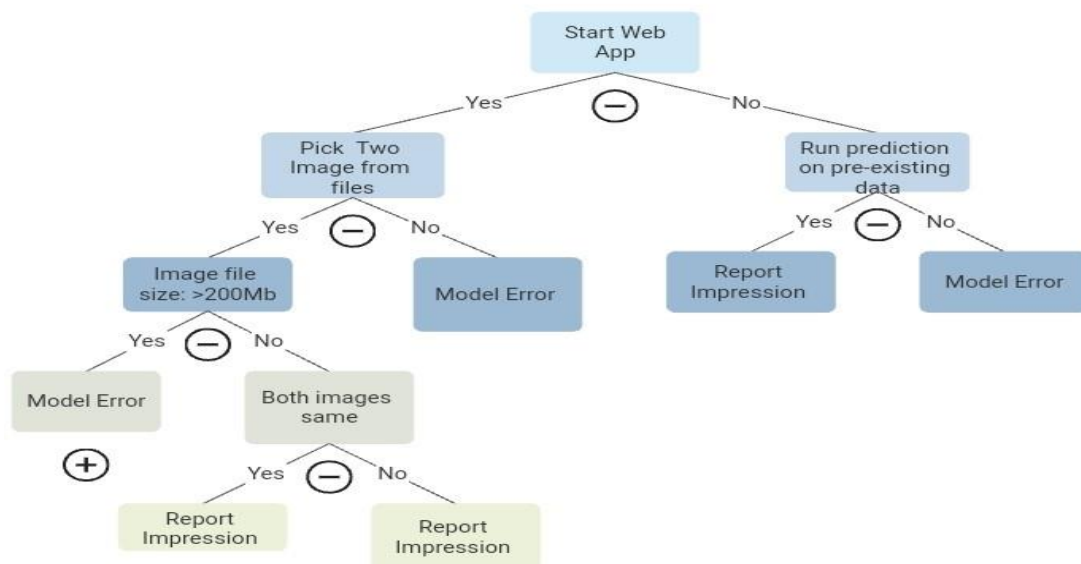 Start Web
App
Yes
No
Pick Two
Image from
files
Run prediction
on pre-existing
data
Yes
No
Yes
No
Image file
size: >200Mb
Model Error
Report
Impression
Model Error
Yes
No
Model Error
Both images
same
Yes
No
Report
Impression
Report
Impression